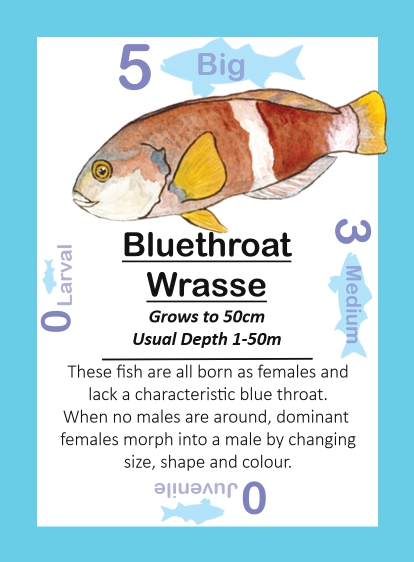 5 Big
3 Medium
0 Larval
Bluethroat
Wrasse
Grows to 50cm
Usual Depth 1-50m
These fish are all born as females and
lack a characteristic blue throat.
When no males are around, dominant
females morph into a male by changing
size, shape and colour.
0 Juvenile